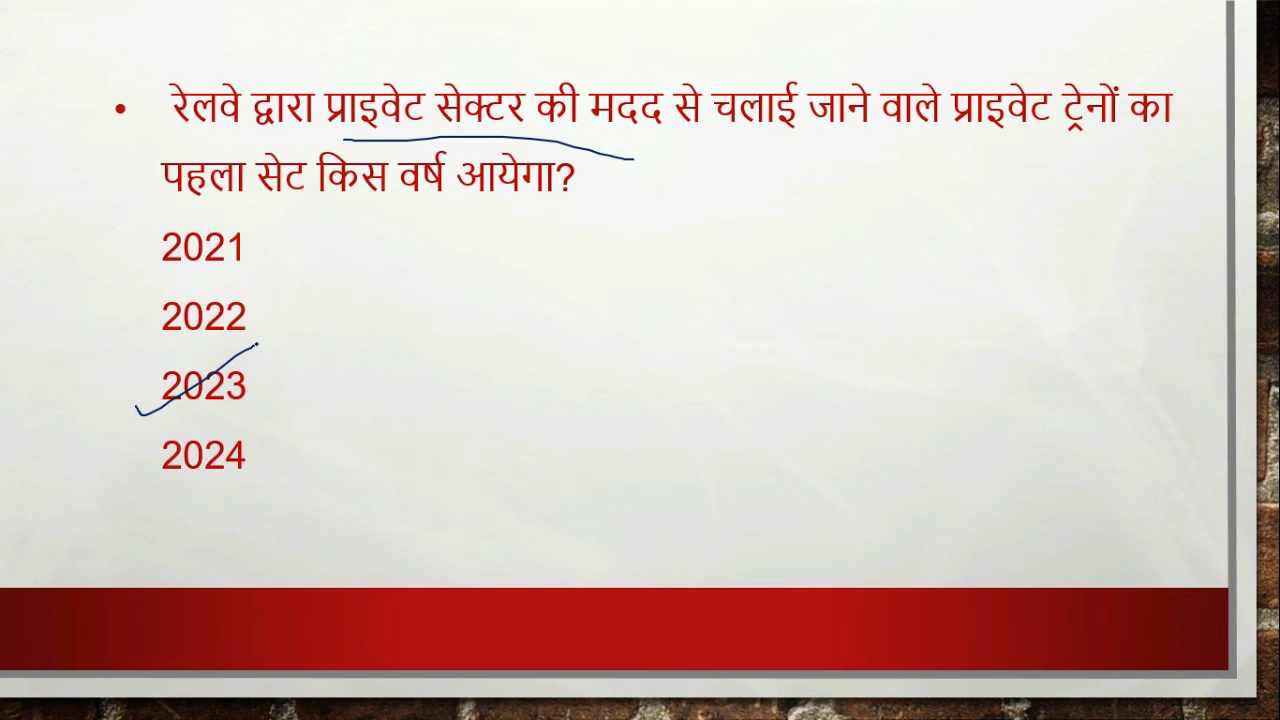 • रेलवे द्वारा प्राइवेट सेक्टर की मदद से चलाई जाने वाले प्राइवेट ट्रेनों का
पहला सेट किस वर्ष आयेगा?
2021
2022
2023
2024